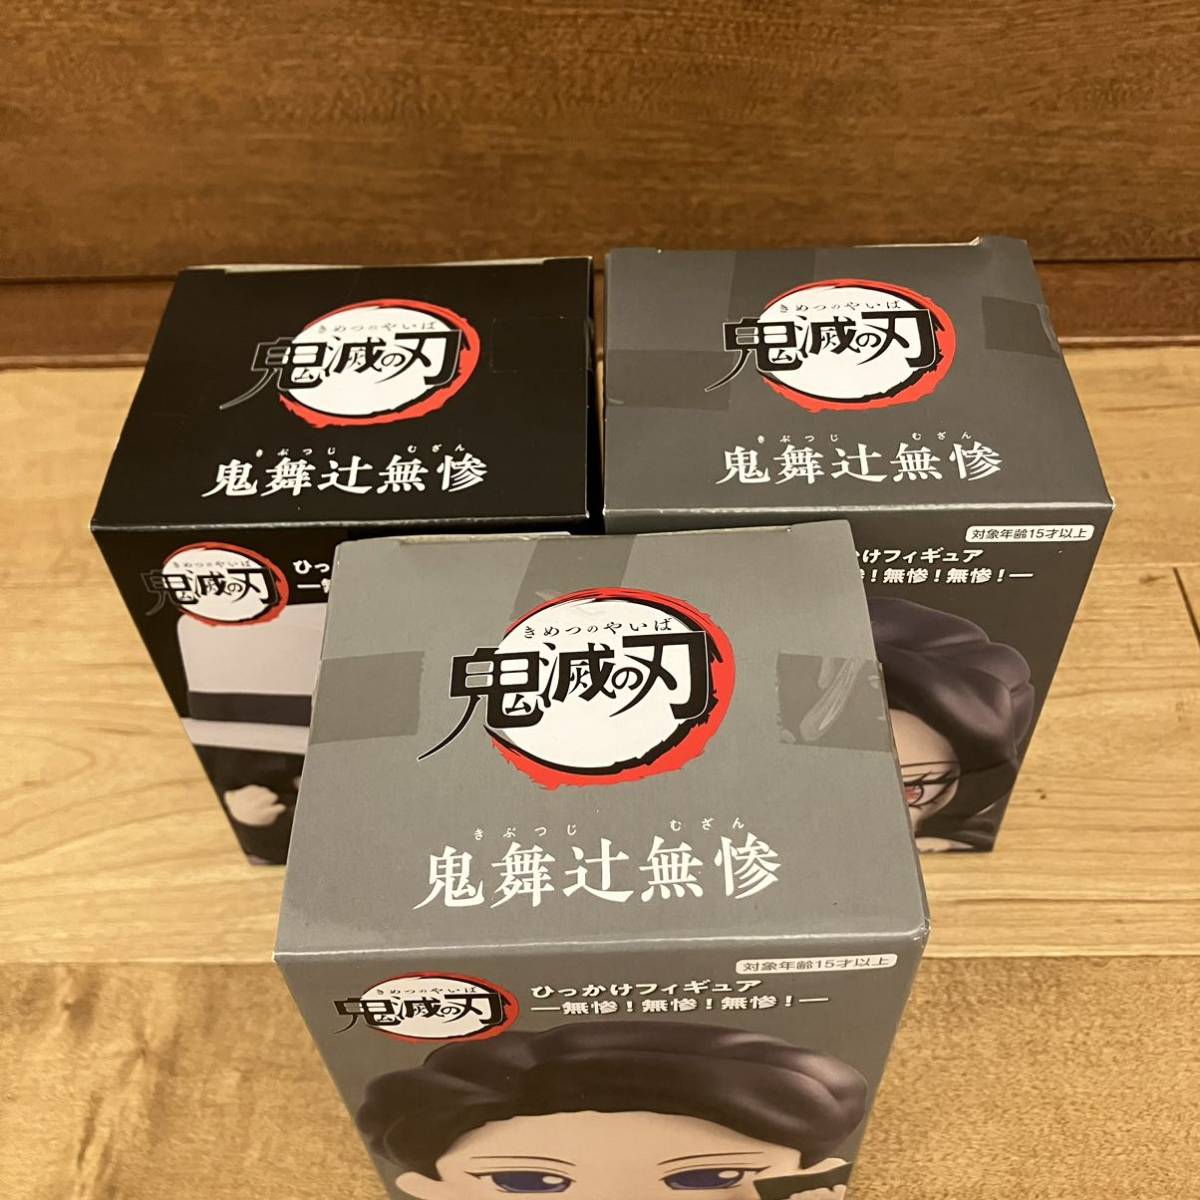 きめつのやいば
鬼滅の刃
きぶつじ むざん
鬼舞辻無惨
鬼滅の刃
ひっ
きめつのやいば
鬼滅の刃
きぶつじ むざん
鬼舞辻無惨
対象年齢15才以上
かけフィギュア
！無惨！無惨！―
きめつのやいば
鬼滅の刃
きぶつじ むざん
鬼舞辻無惨
対象年齢15才以上
きめつのやいば
鬼滅の刃
ひっかけフィギュア
―無惨！無惨！無惨！―